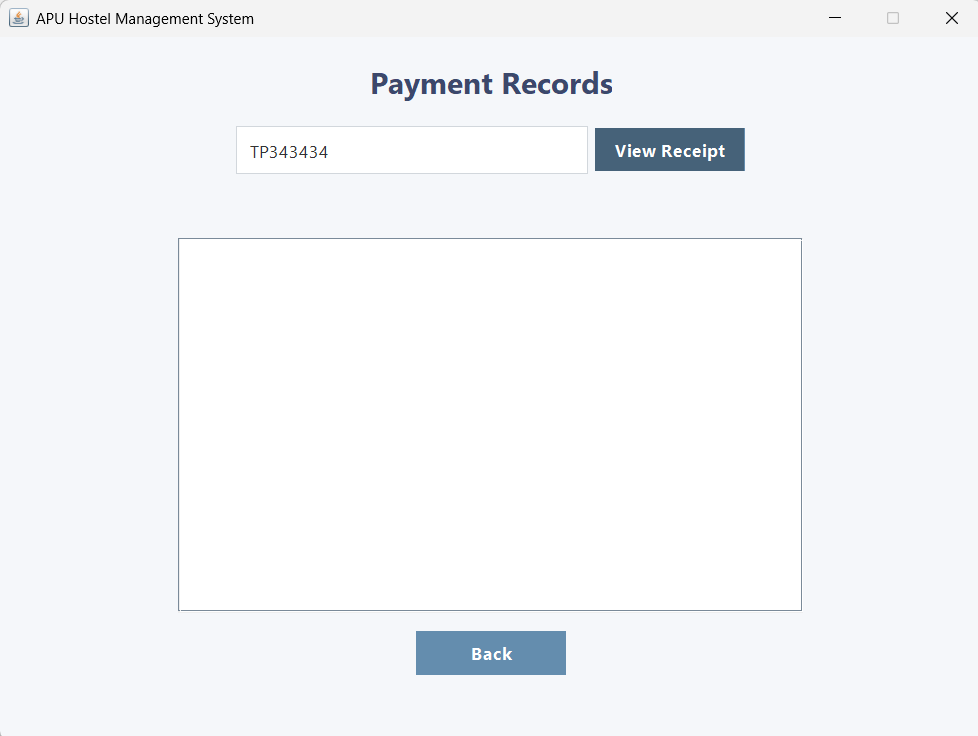 APU Hostel Management System
Payment Records
TP343434
View Receipt
Back